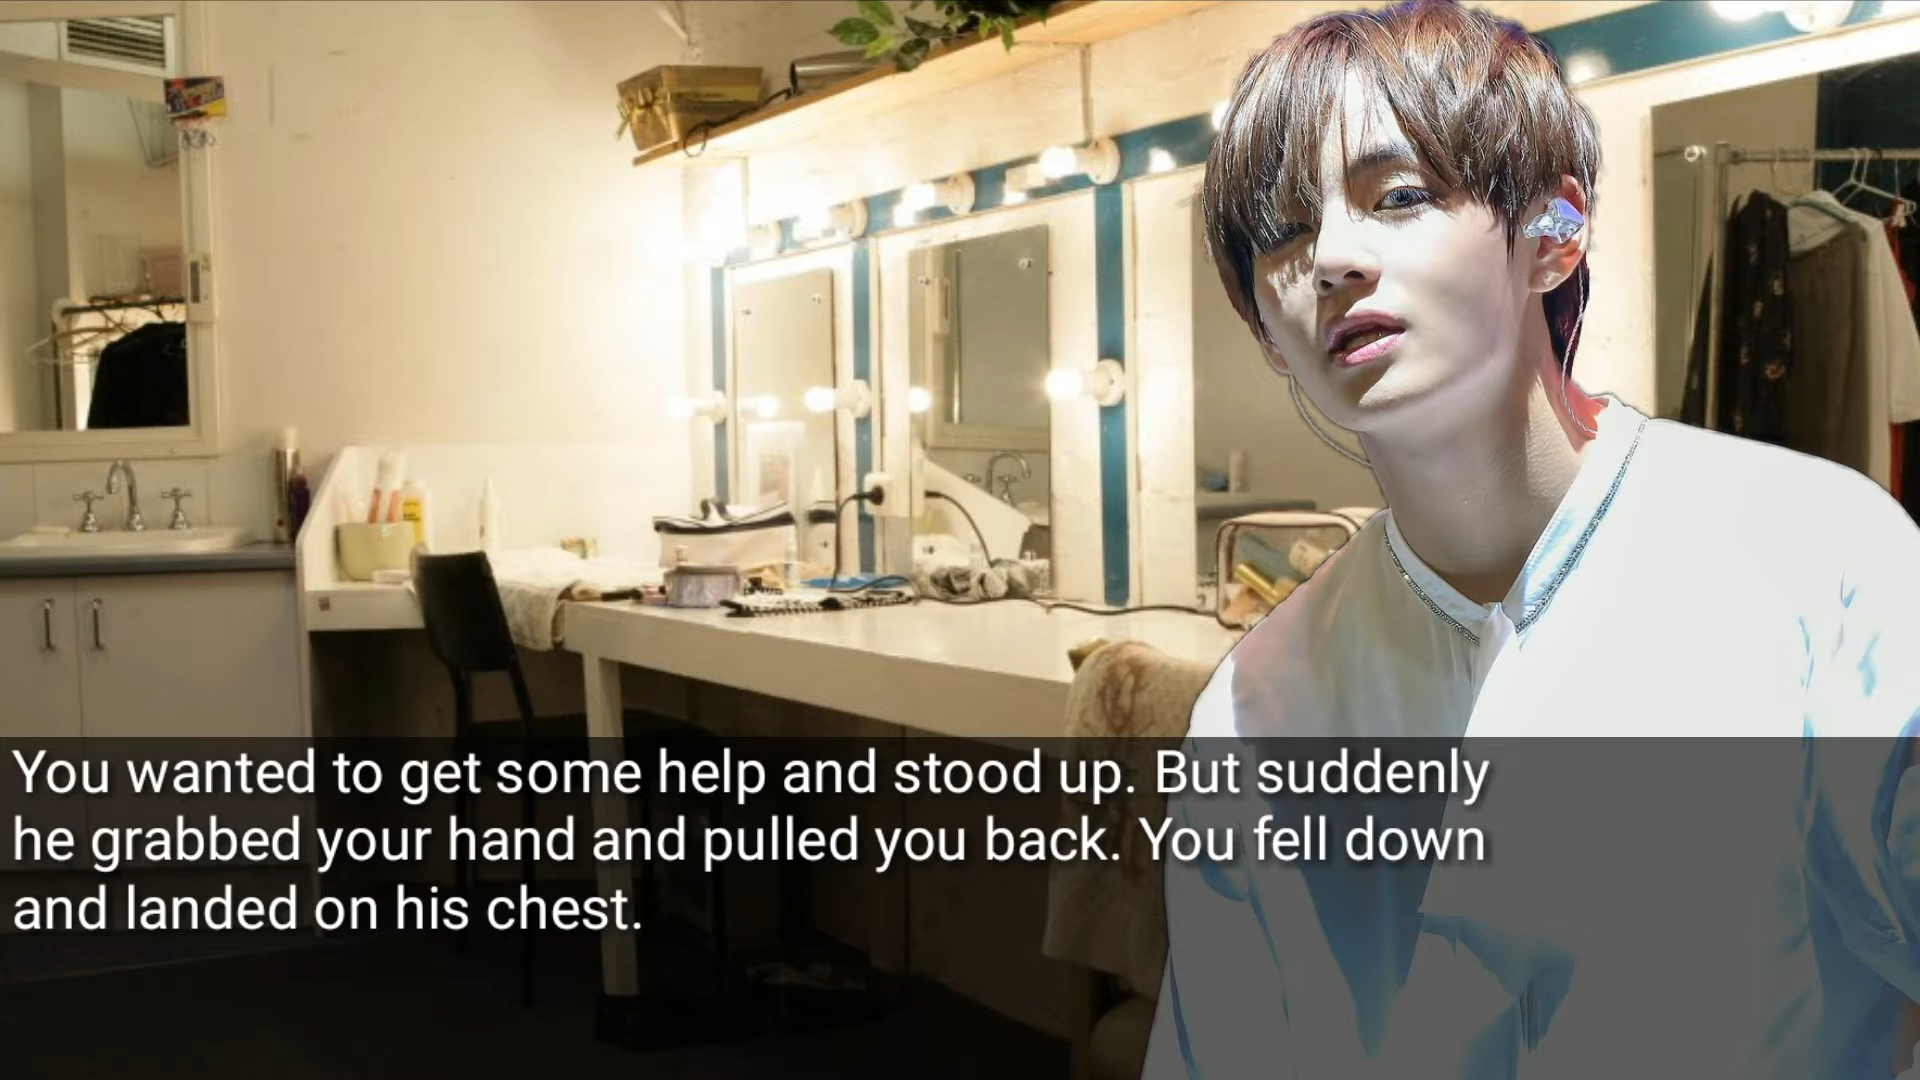 You wanted to get some help and stood up. But suddenly
he grabbed your hand and pulled you back. You fell down
and landed on his chest.